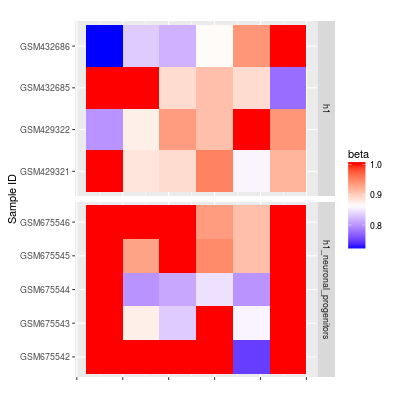 GSM432686
GSM432685
GSM429322
GSM429321
h1
GSM675546
GSM675545
GSM675544
GSM675543
GSM675542
h1_neuronal_progenitors
Sample ID
beta
1.0
0.9
0.8